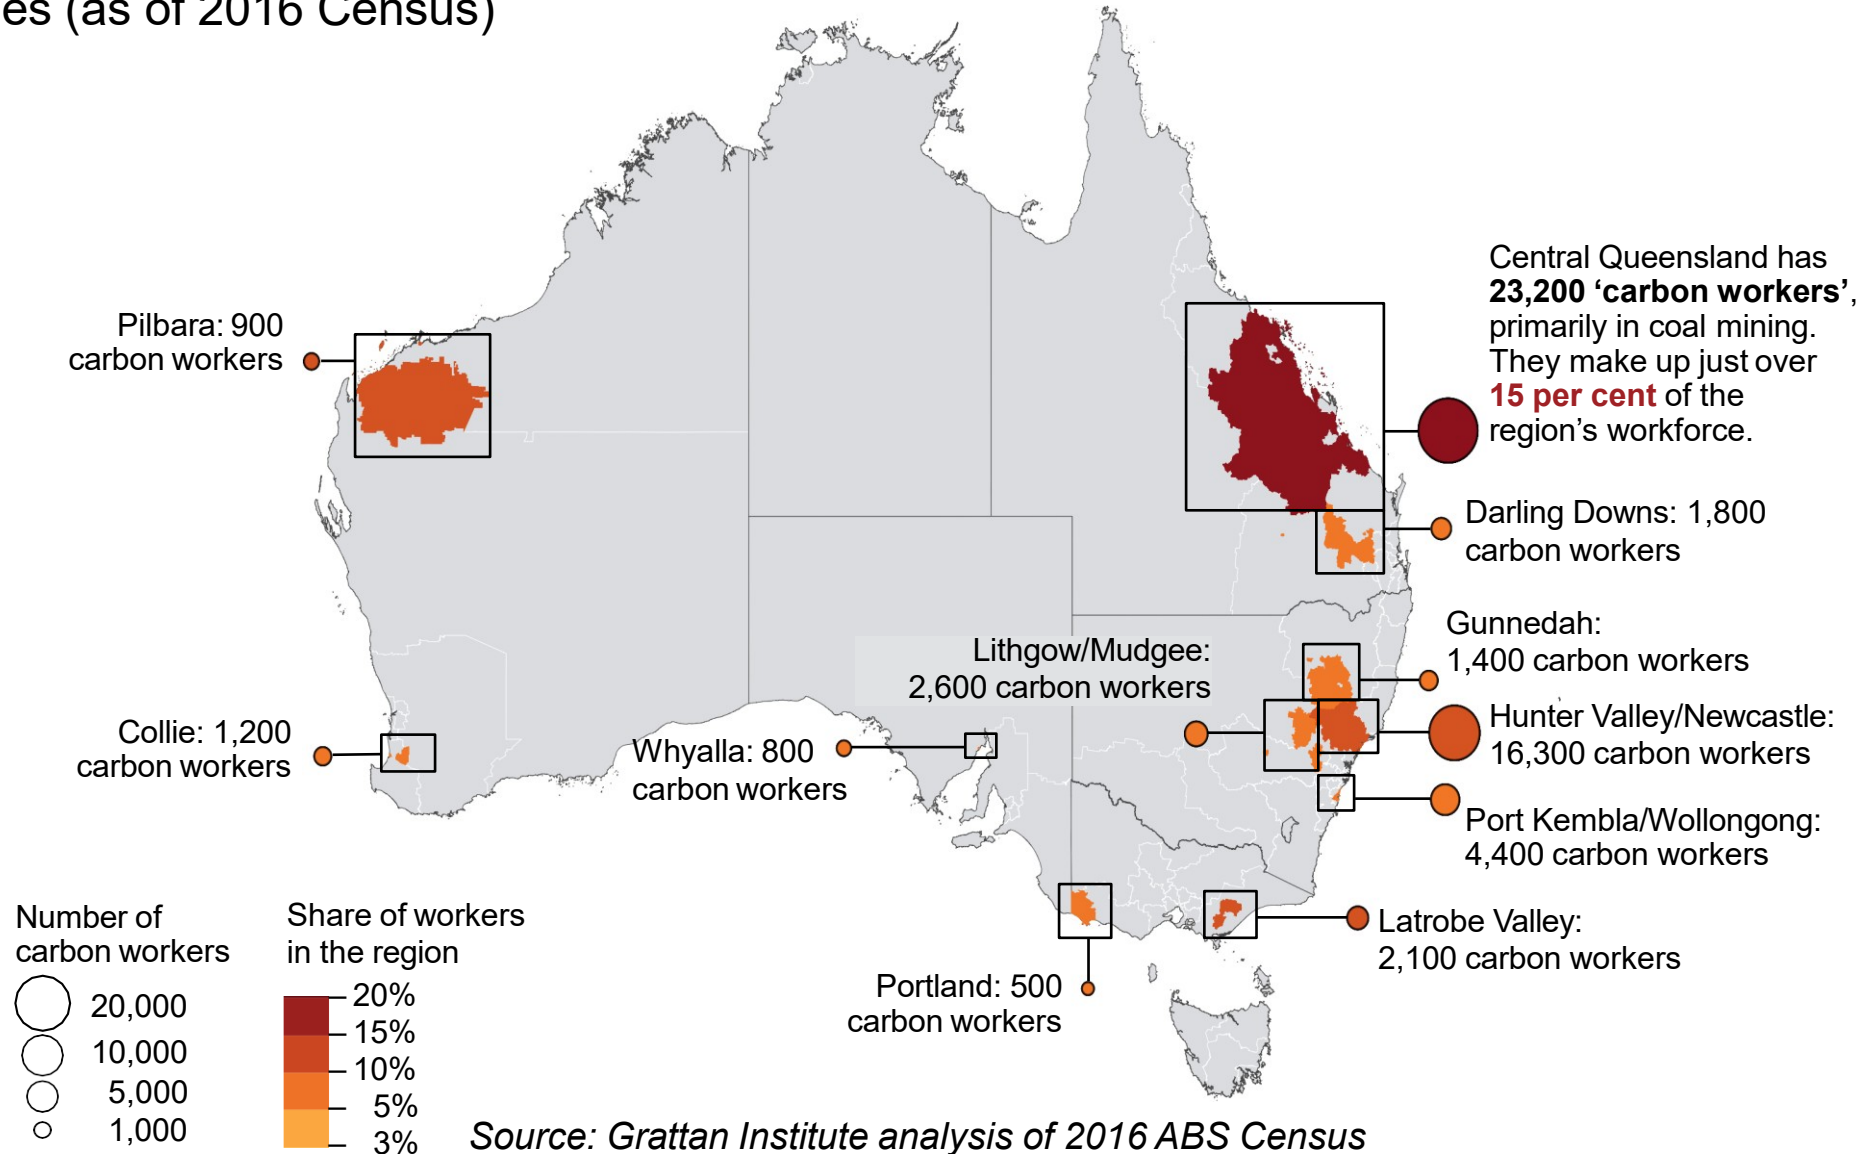 es (as of 2016 Census)
Central Queensland has
23,200 ‘carbon workers’,
primarily in coal mining.
They make up just over
15 per cent of the
region’s workforce.
Pilbara: 900
carbon workers
Darling Downs: 1,800
carbon workers
Gunnedah:
1,400 carbon workers
Lithgow/Mudgee:
2,600 carbon workers
Hunter Valley/Newcastle:
16,300 carbon workers
Collie: 1,200
carbon workers
Whyalla: 800
carbon workers
Port Kembla/Wollongong:
4,400 carbon workers
Latrobe Valley:
2,100 carbon workers
Portland: 500
carbon workers
Number of
carbon workers
20,000
10,000
5,000
1,000
Share of workers
in the region
20%
15%
10%
5%
3%
Source: Grattan Institute analysis of 2016 ABS Census